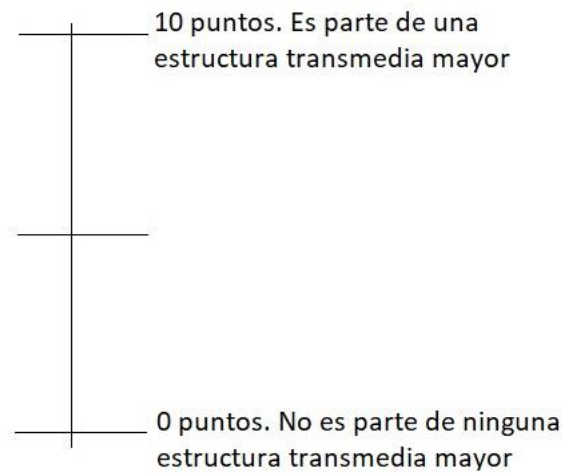 10 puntos. Es parte de una
estructura transmedia mayor
0 puntos. No es parte de ninguna
estructura transmedia mayor